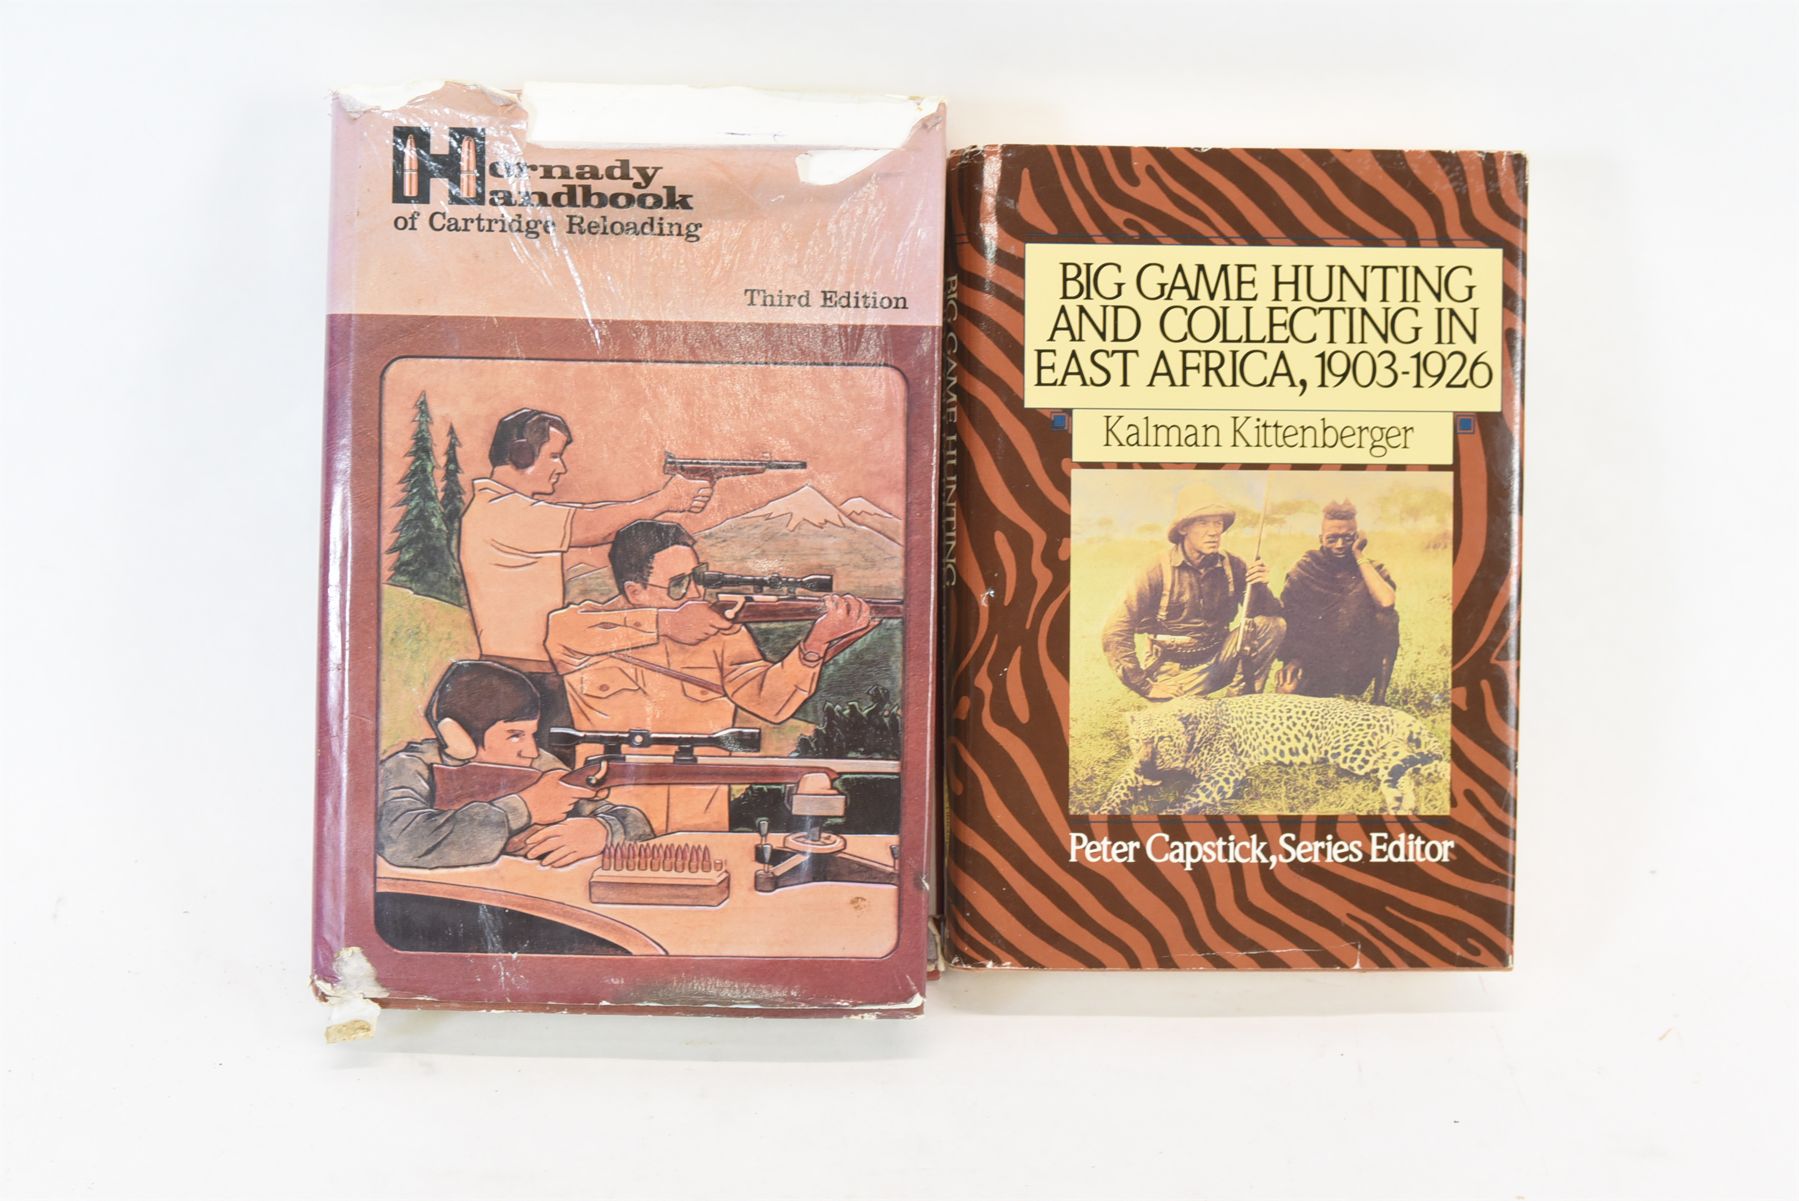 Hornady
Handbook
of Cartridge Reloading
Third Edition
BIG GAME HUNTING
BIG GAME HUNTING
AND COLLECTING IN
EAST AFRICA, 1903-1926
Kalman Kittenberger
Peter Capstick, Series Editor